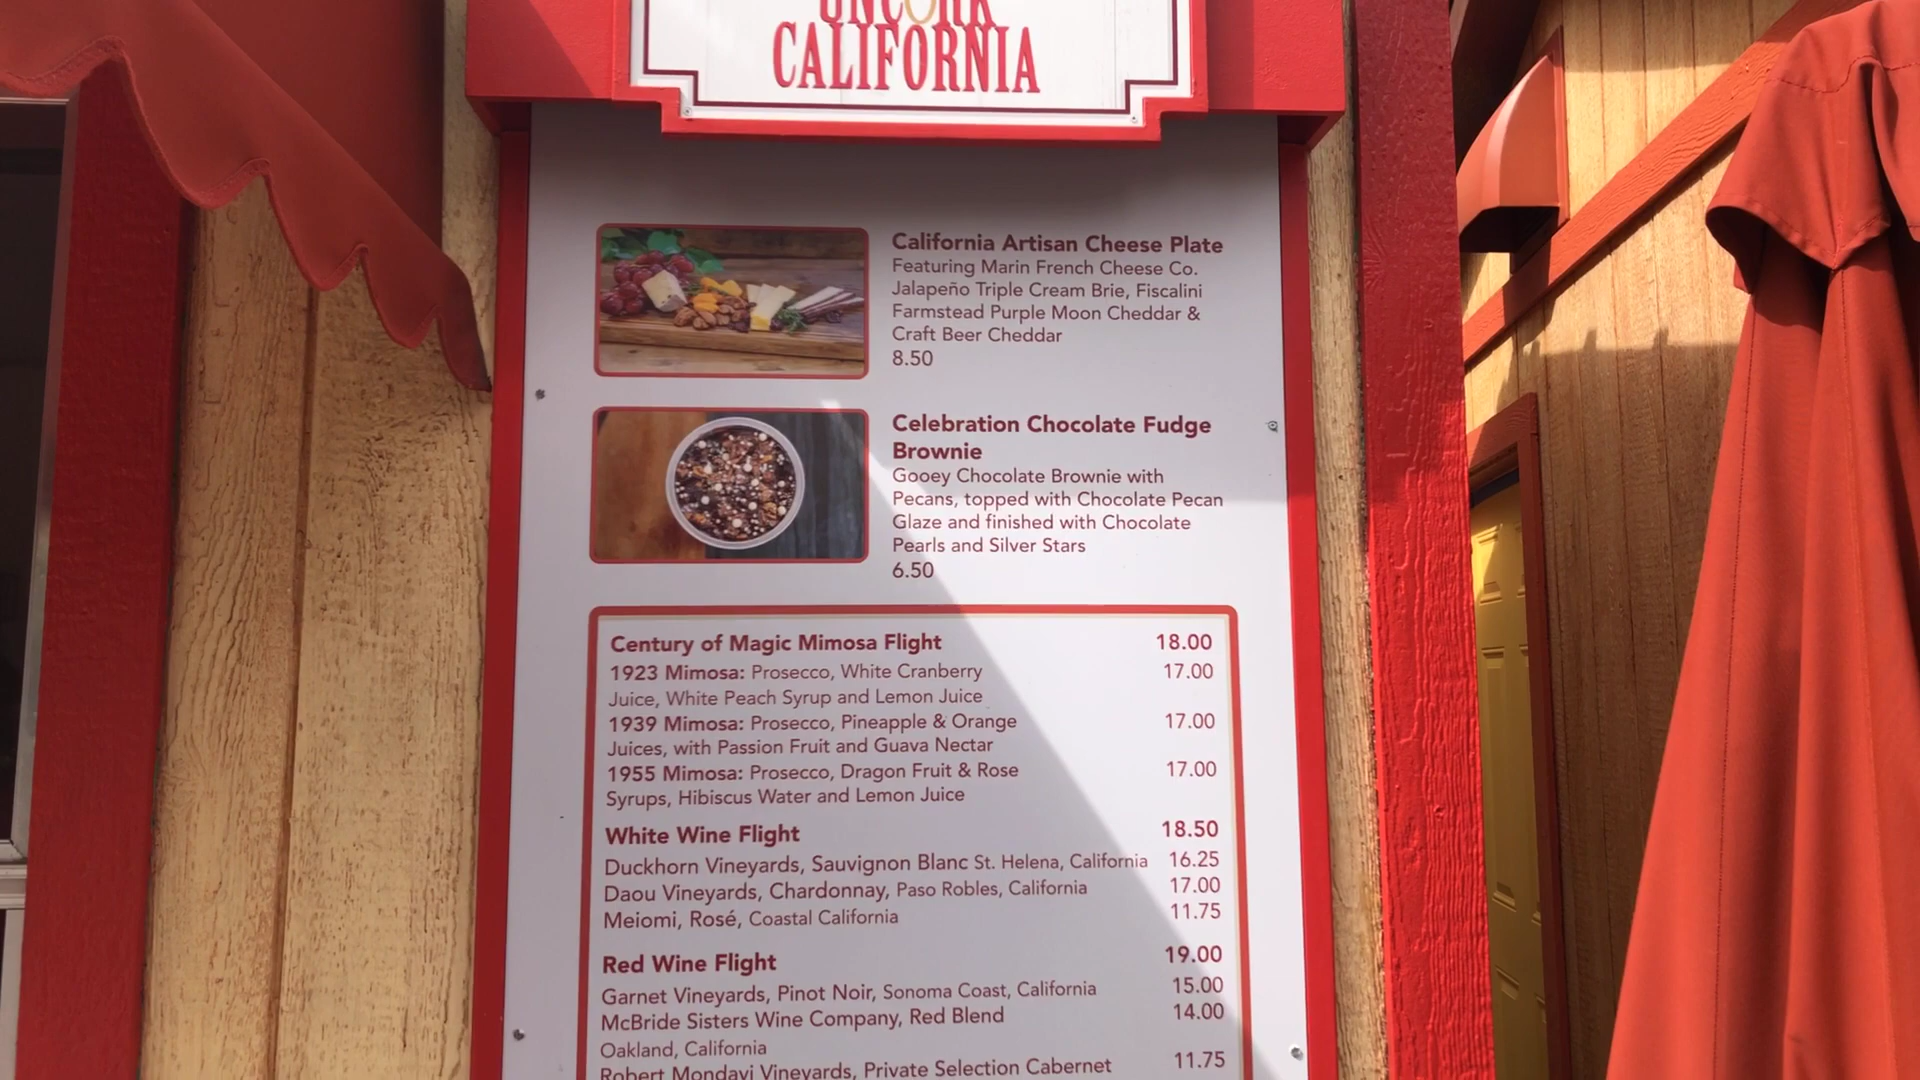 UNCORK
CALIFORNIA
California Artisan Cheese Plate
Featuring Marin French Cheese Co.
Jalapeño Triple Cream Brie, Fiscalini
Farmstead Purple Moon Cheddar &
Craft Beer Cheddar
8.50
Celebration Chocolate Fudge
Brownie
Gooey Chocolate Brownie with
Pecans, topped with Chocolate Pecan
Glaze and finished with Chocolate
Pearls and Silver Stars
6.50
Century of Magic Mimosa Flight 18.00
1923 Mimosa: Prosecco, White Cranberry 17.00
Juice, White Peach Syrup and Lemon Juice
1939 Mimosa: Prosecco, Pineapple & Orange 17.00
Juices, with Passion Fruit and Guava Nectar
1955 Mimosa: Prosecco, Dragon Fruit & Rose 17.00
Syrups, Hibiscus Water and Lemon Juice
White Wine Flight 18.50
Duckhorn Vineyards, Sauvignon Blanc St. Helena, California 16.25
Daou Vineyards, Chardonnay, Paso Robles, California 17.00
Meiomi, Rosé, Coastal California 11.75
Red Wine Flight 19.00
Garnet Vineyards, Pinot Noir, Sonoma Coast, California 15.00
McBride Sisters Wine Company, Red Blend 14.00
Oakland, California
Robert Mondavi Vineyards, Private Selection Cabernet 11.75